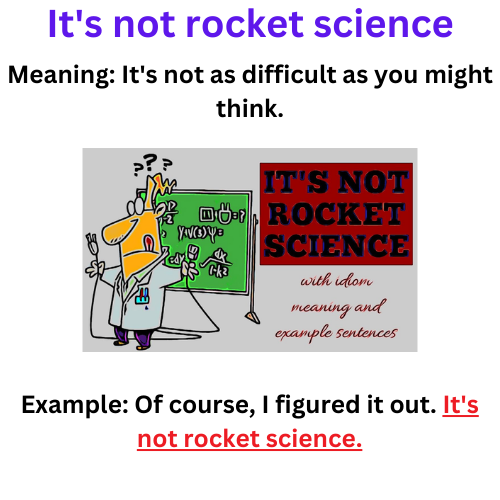 It's not rocket science
Meaning: It's not as difficult as you might
think.
???
IT'S NOT
ROCKET
SCIENCE
with idiom
meaning and
example sentences
Example: Of course, I figured it out. It's
not rocket science.